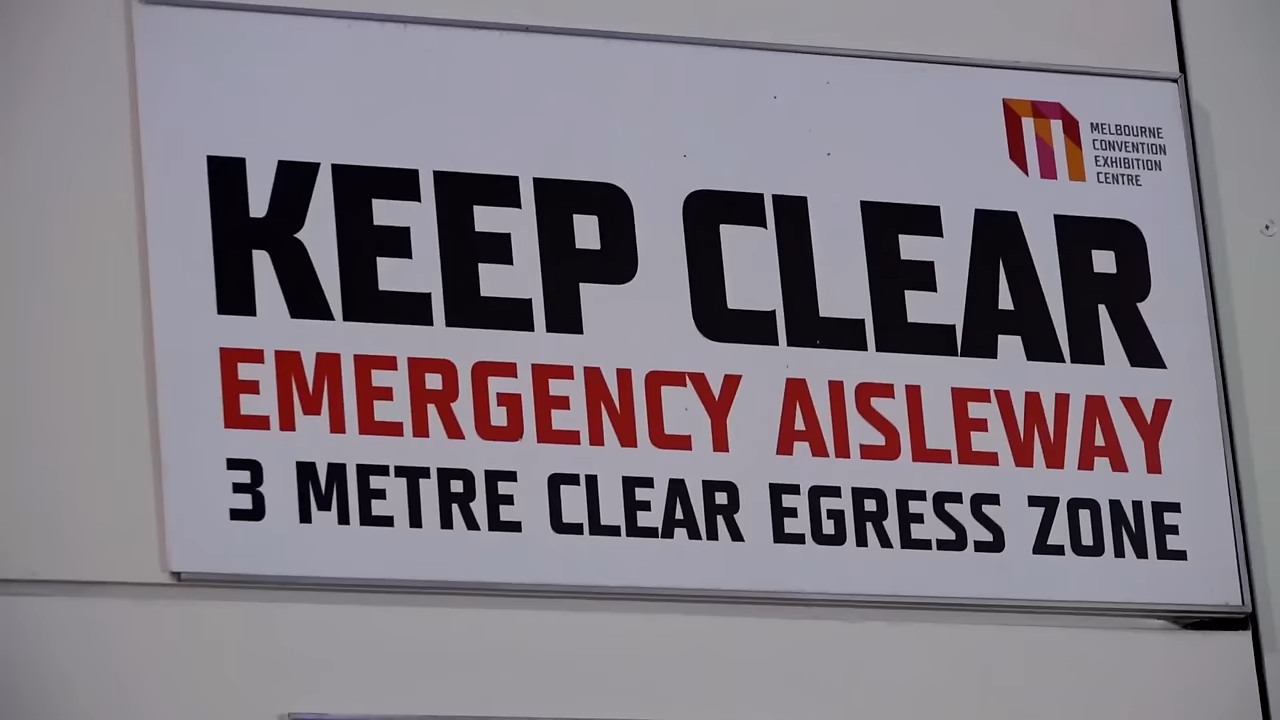 MELBOURNE
CONVENTION
EXHIBITION
CENTRE
KEEP CLEAR
EMERGENCY AISLEWAY
3 METRE CLEAR EGRESS ZONE